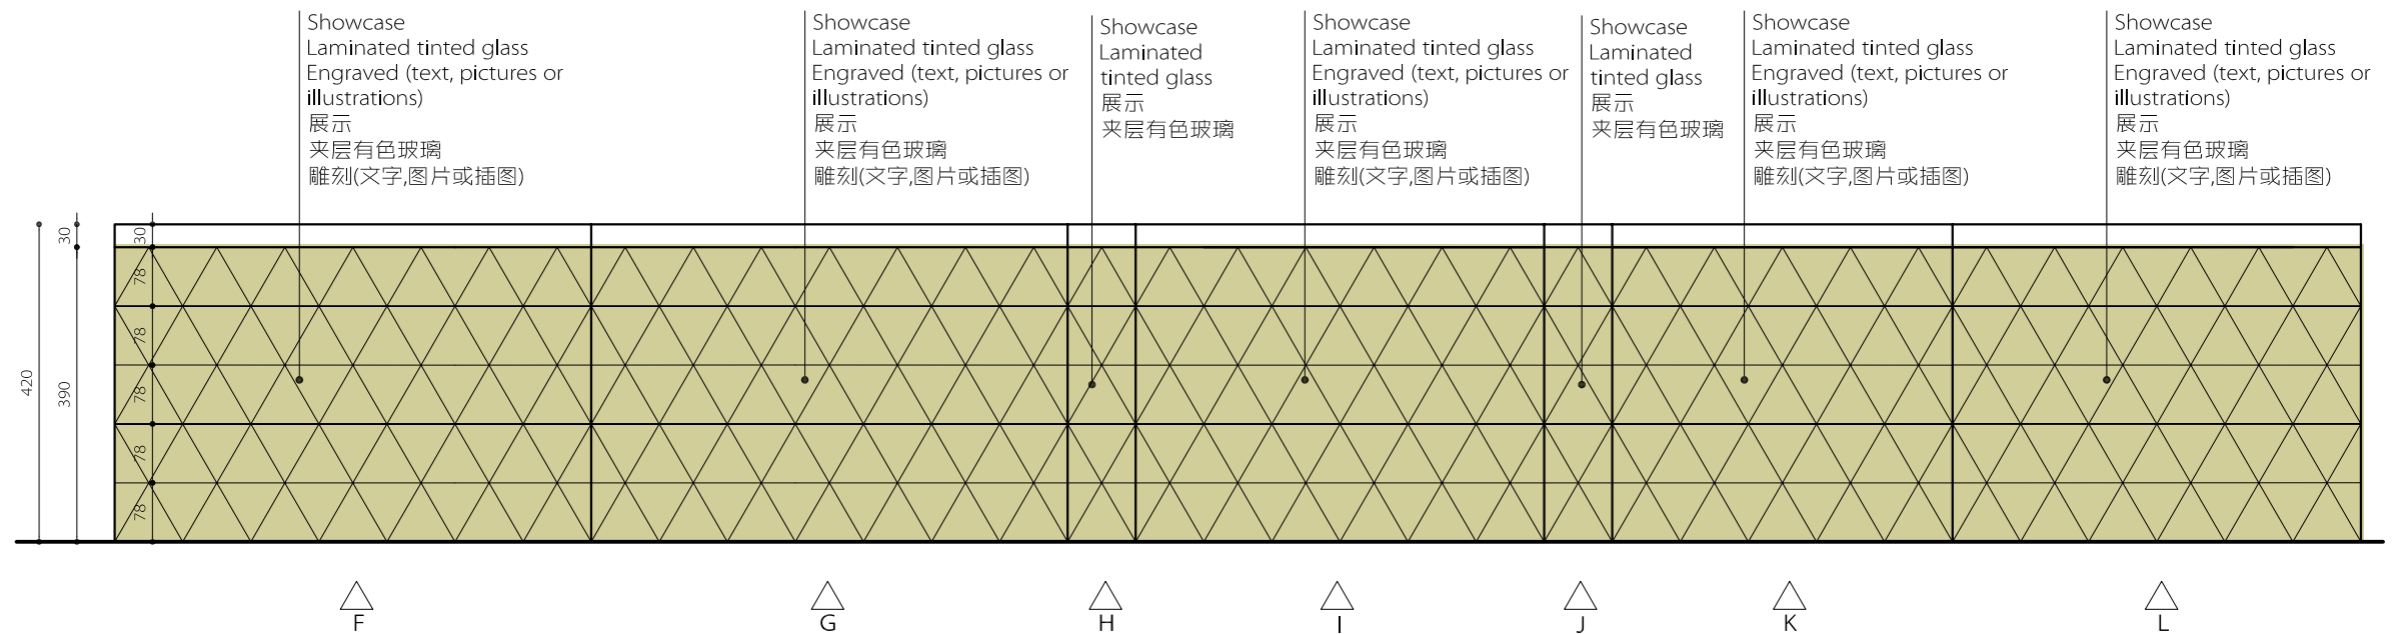 Showcase
Laminated tinted glass
Engraved (text, pictures or
illustrations)
展示
夹层有色玻璃
雕刻(文字,图片或插图)
Showcase
Laminated tinted glass
Engraved (text, pictures or
illustrations)
展示
夹层有色玻璃
雕刻(文字,图片或插图)
Showcase
Laminated
tinted glass
展示
夹层有色玻璃
Showcase
Laminated tinted glass
Engraved (text, pictures or
illustrations)
展示
夹层有色玻璃
雕刻(文字,图片或插图)
Showcase
Laminated
tinted glass
展示
夹层有色玻璃
Showcase
Laminated tinted glass
Engraved (text, pictures or
illustrations)
展示
夹层有色玻璃
雕刻(文字,图片或插图)
Showcase
Laminated tinted glass
Engraved (text, pictures or
illustrations)
展示
夹层有色玻璃
雕刻(文字,图片或插图)
420
30
390
30
78
78
78
78
78
F
G
H
I
J
K
L